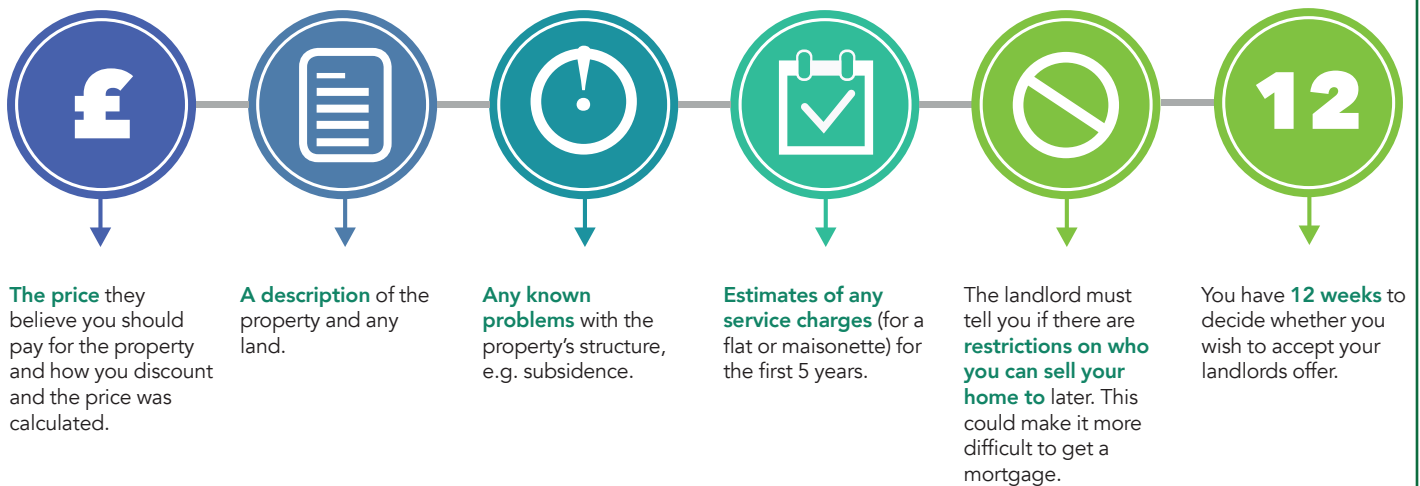 £
12
The price they
believe you should
pay for the property
and how you discount
and the price was
calculated.
A description of the
property and any
land.
Any known
problems with the
property’s structure,
e.g. subsidence.
Estimates of any
service charges (for a
flat or maisonette) for
the first 5 years.
The landlord must
tell you if there are
restrictions on who
you can sell your
home to later. This
could make it more
difficult to get a
mortgage.
You have 12 weeks to
decide whether you
wish to accept your
landlords offer.